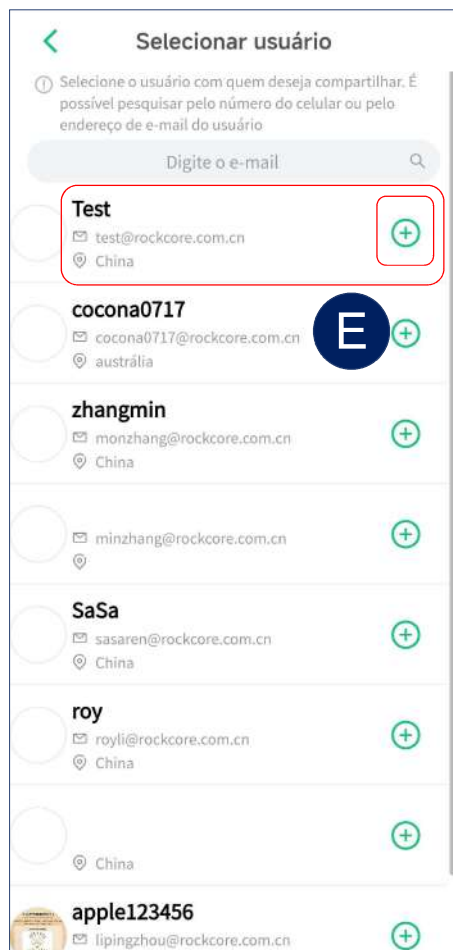 Selecionar usuário
Selecione o usuário com quem deseja compartilhar. É
possível pesquisar pelo número do celular ou pelo
endereço de e-mail do usuário
Digite o e-mail
Test
test@rockcore.com.cn
China
cocona0717
cocona0717@rockcore.com.cn
E
austrália
zhangmin
monzhang@rockcore.com.cn
China
minzhang@rockcore.com.cn
SaSa
sasaren@rockcore.com.cn
China
roy
royli@rockcore.com.cn
China
China
apple123456
lipingzhou@rockcore.com.cn